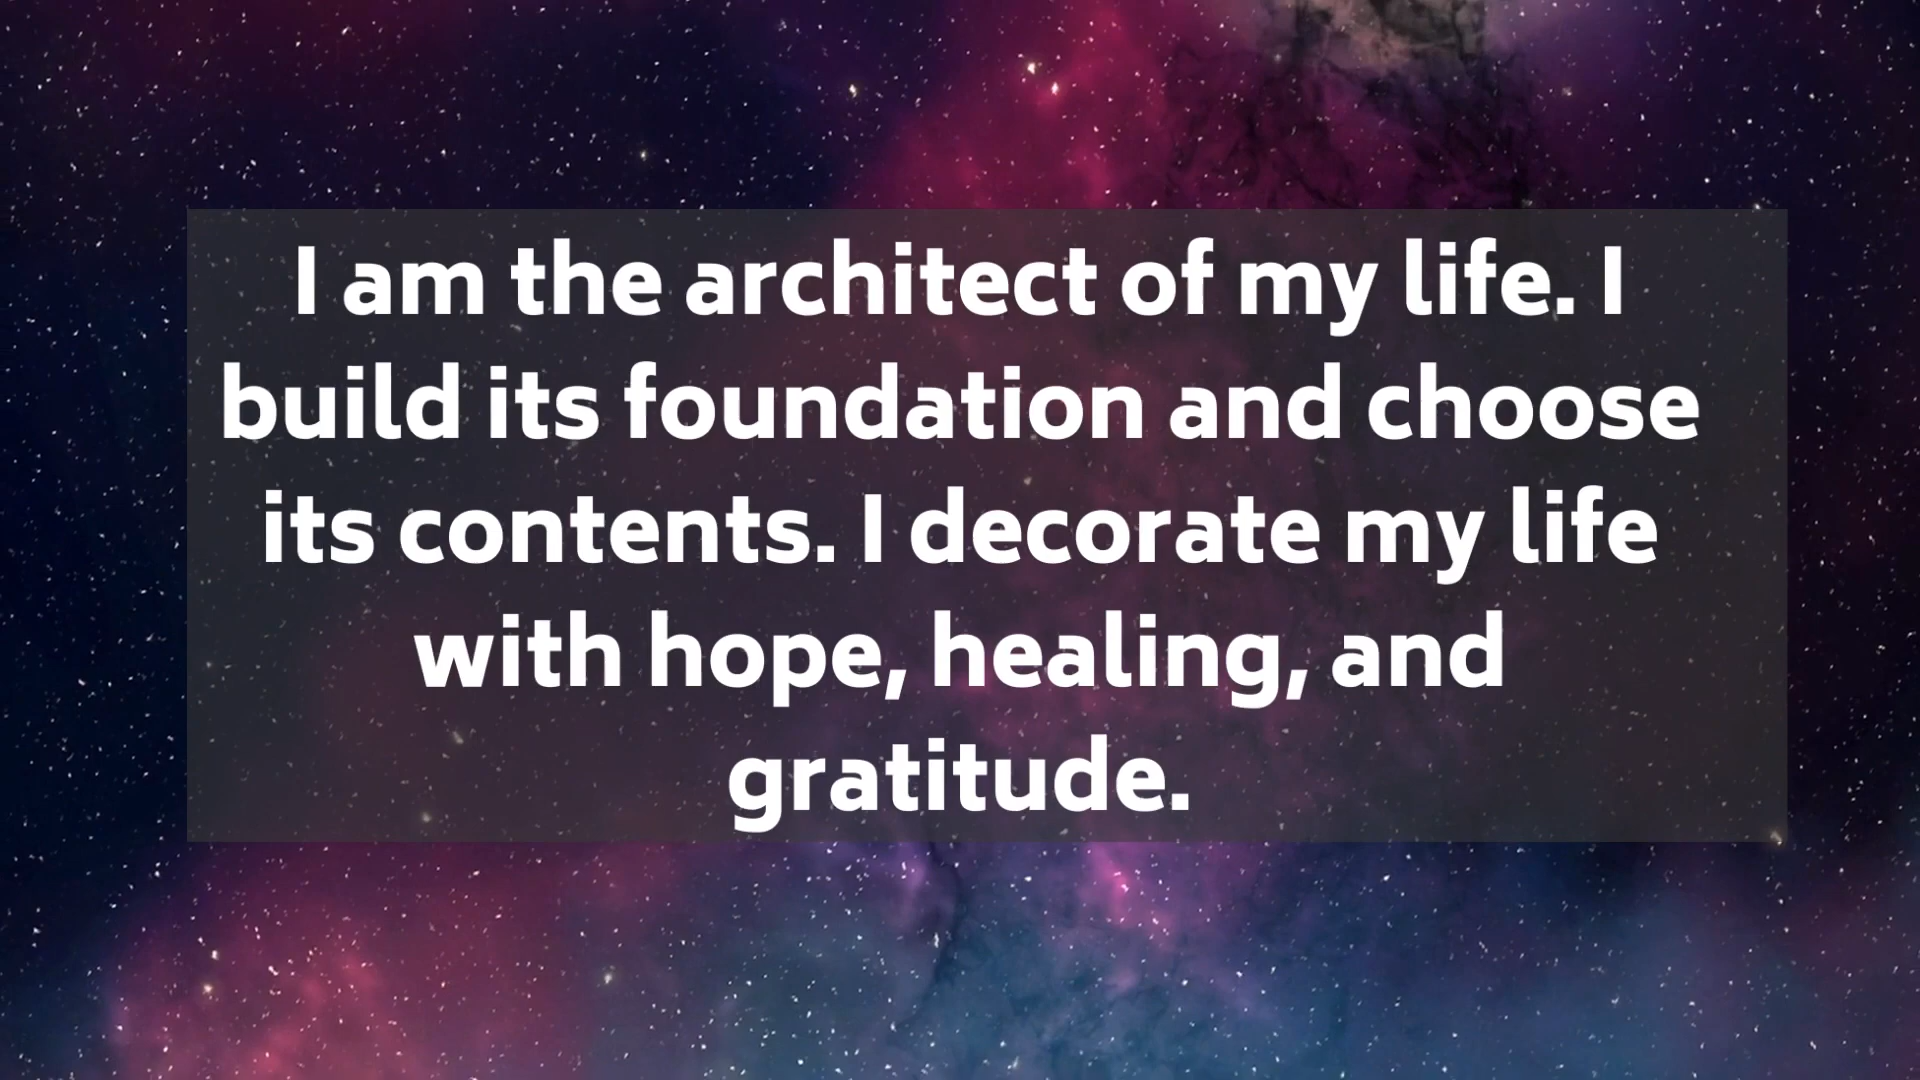 I am the architect of my life. I
build its foundation and choose
its contents. I decorate my life
with hope, healing, and
gratitude.